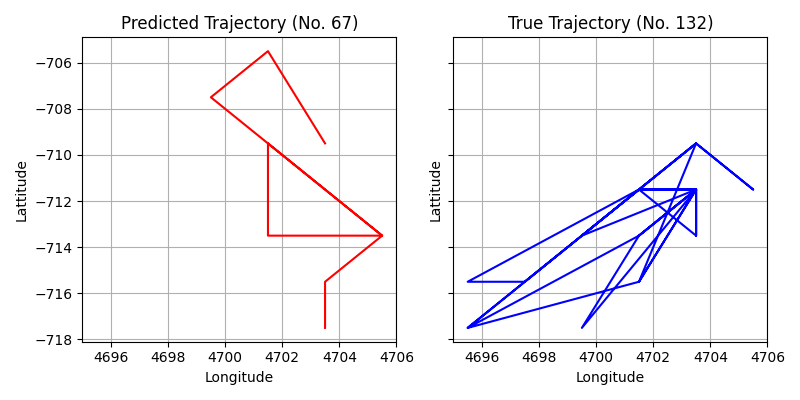 Predicted Trajectory (No. 67)
True Trajectory (No. 132)
−706
−708
−710
−712
−714
−716
−718
Lattitude
Lattitude
4696 4698 4700 4702 4704 4706
4696 4698 4700 4702 4704 4706
Longitude
Longitude